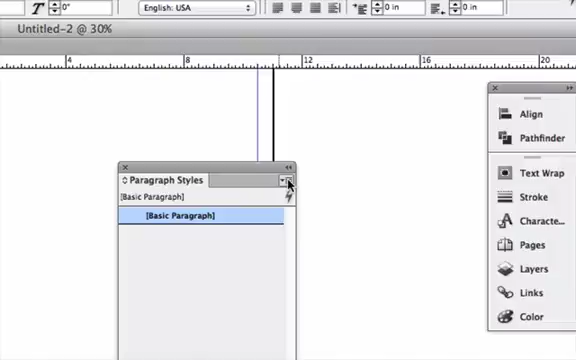 T 0° English: USA 0 in 0 in
Untitled-2 @ 30%
4 8 12 16 20
Align
Pathfinder
Paragraph Styles
[Basic Paragraph]
[Basic Paragraph]
Text Wrap
Stroke
A Characte...
Pages
Layers
Links
Color